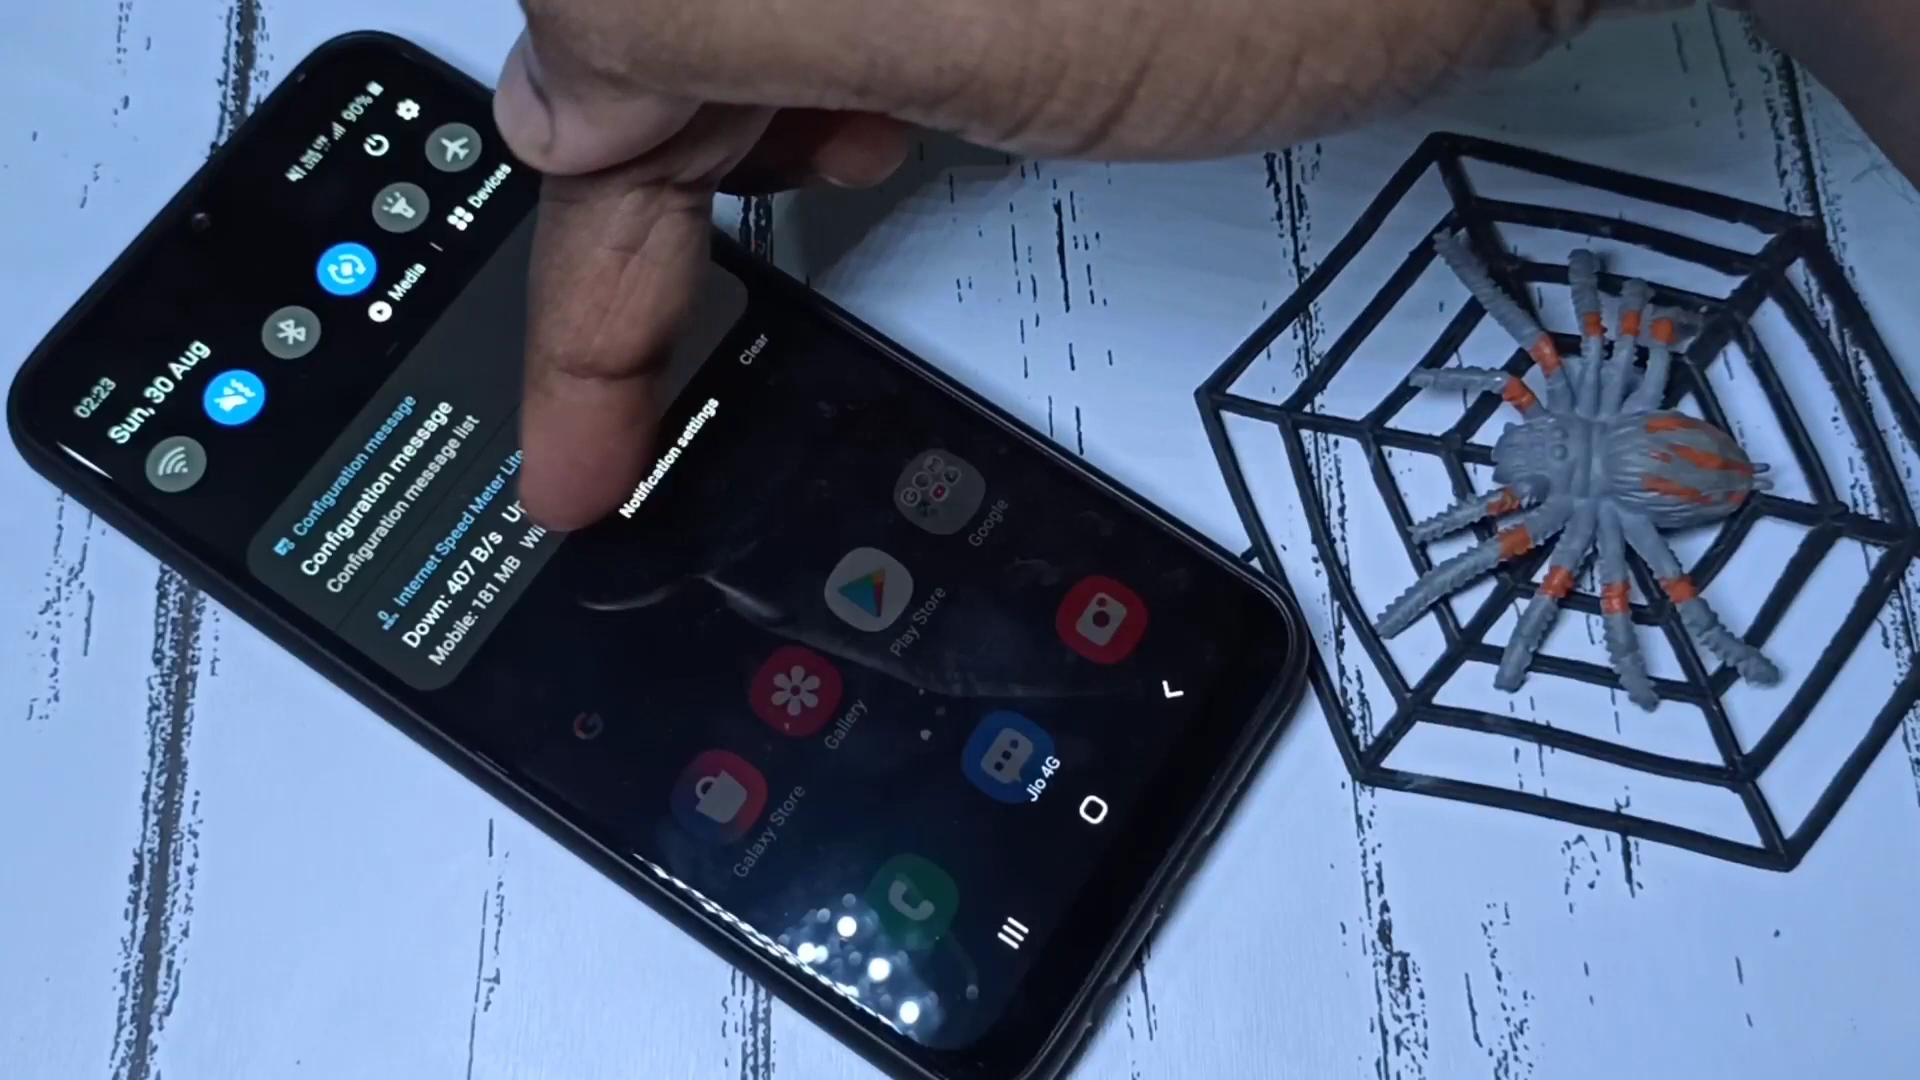 90%
02:23
Sun, 30 Aug
Media
Devices
Configuration message
Configuration message
Configuration message list
Internet Speed Meter Lite
Down: 407 B/s
Mobile: 181 MB
Notification settings
Clear
Google
Play Store
Gallery
Galaxy Store
Jio 4G